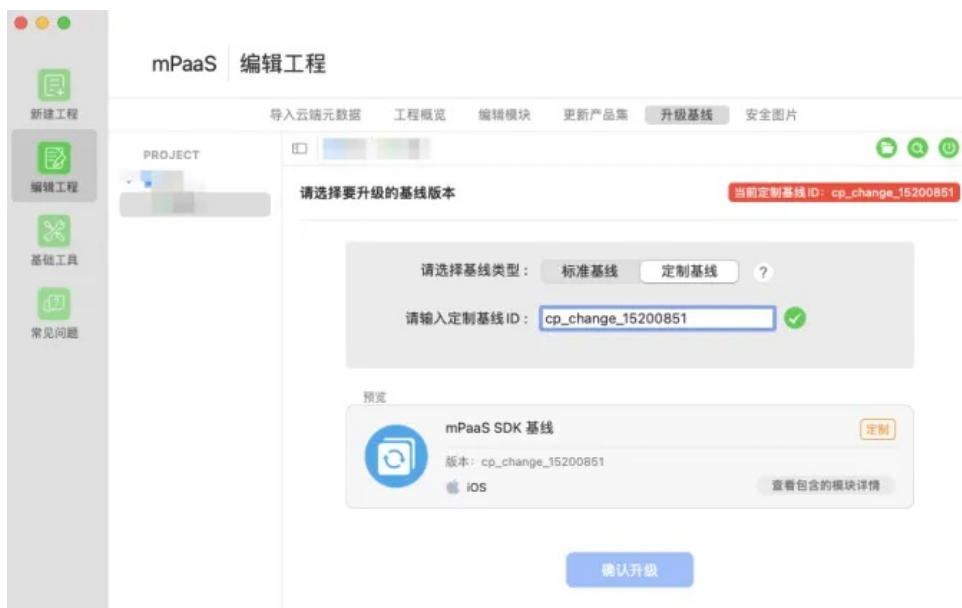 mPaaS 编辑工程
新建工程
编辑工程
基础工具
常见问题
导入云端元数据 工程概览 编辑模块 更新产品集 升级基线 安全图片
PROJECT
请选择要升级的基线版本
当前定制基线ID：cp_change_15200851
请选择基线类型： 标准基线 定制基线 ?
请输入定制基线ID： cp_change_15200851
预览
mPaaS SDK 基线
定制
版本：cp_change_15200851
iOS
查看包含的模块详情
确认升级